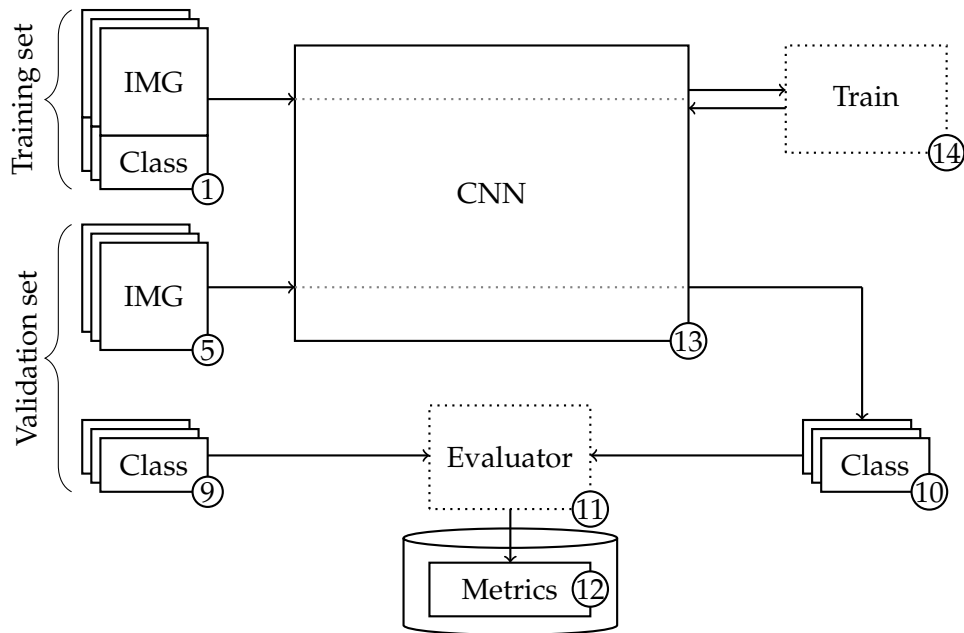 Training set
IMG
Class
1
CNN
13
Train
14
Validation set
IMG
5
Class
9
Evaluator
11
Class
10
Metrics
12